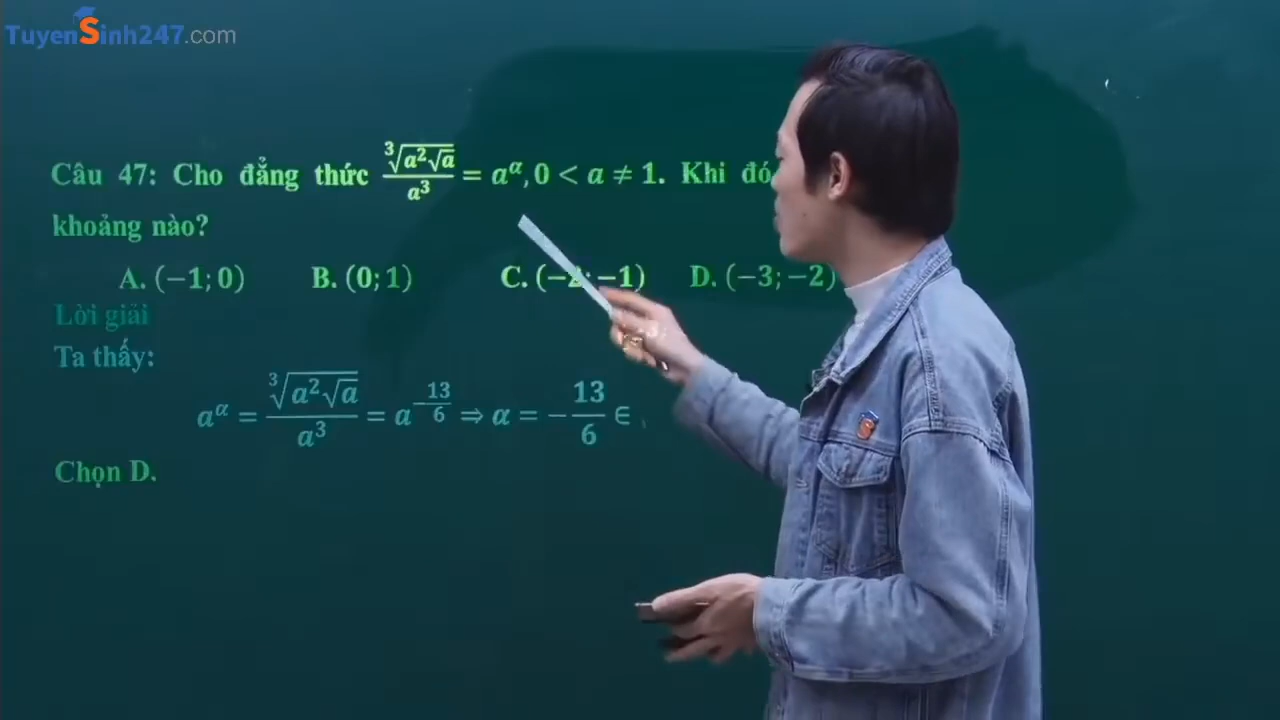 TuyenSinh247.com
Câu 47: Cho đẳng thức ∛(a²√a)/a³ = a^α, 0 < a ≠ 1. Khi đó
khoảng nào?
A. (−1; 0) B. (0; 1) C. (−2; −1) D. (−3; −2)
Lời giải
Ta thấy:
a^α = ∛(a²√a)/a³ = a^(−13/6) ⇒ α = −13/6 ∈
Chọn D.